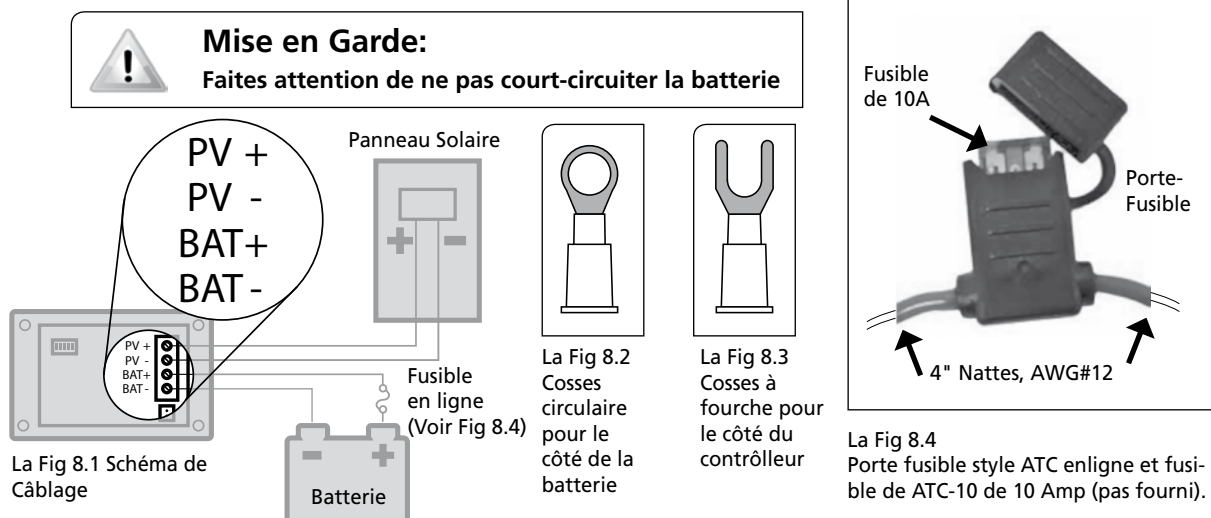 Mise en Garde:
Faites attention de ne pas court-circuiter la batterie
PV +
PV -
BAT+
BAT -
Panneau Solaire
+ -
PV +
PV -
BAT+
BAT -
Fusible
en ligne
(Voir Fig 8.4)
- +
Batterie
La Fig 8.1 Schéma de
Câblage
La Fig 8.2
Cosses
circulaire
pour le
côté de la
batterie
La Fig 8.3
Cosses à
fourche pour
le côté du
contrôlleur
Fusible
de 10A
Porte-
Fusible
4" Nattes, AWG#12
La Fig 8.4
Porte fusible style ATC enligne et fusi-
ble de ATC-10 de 10 Amp (pas fourni).